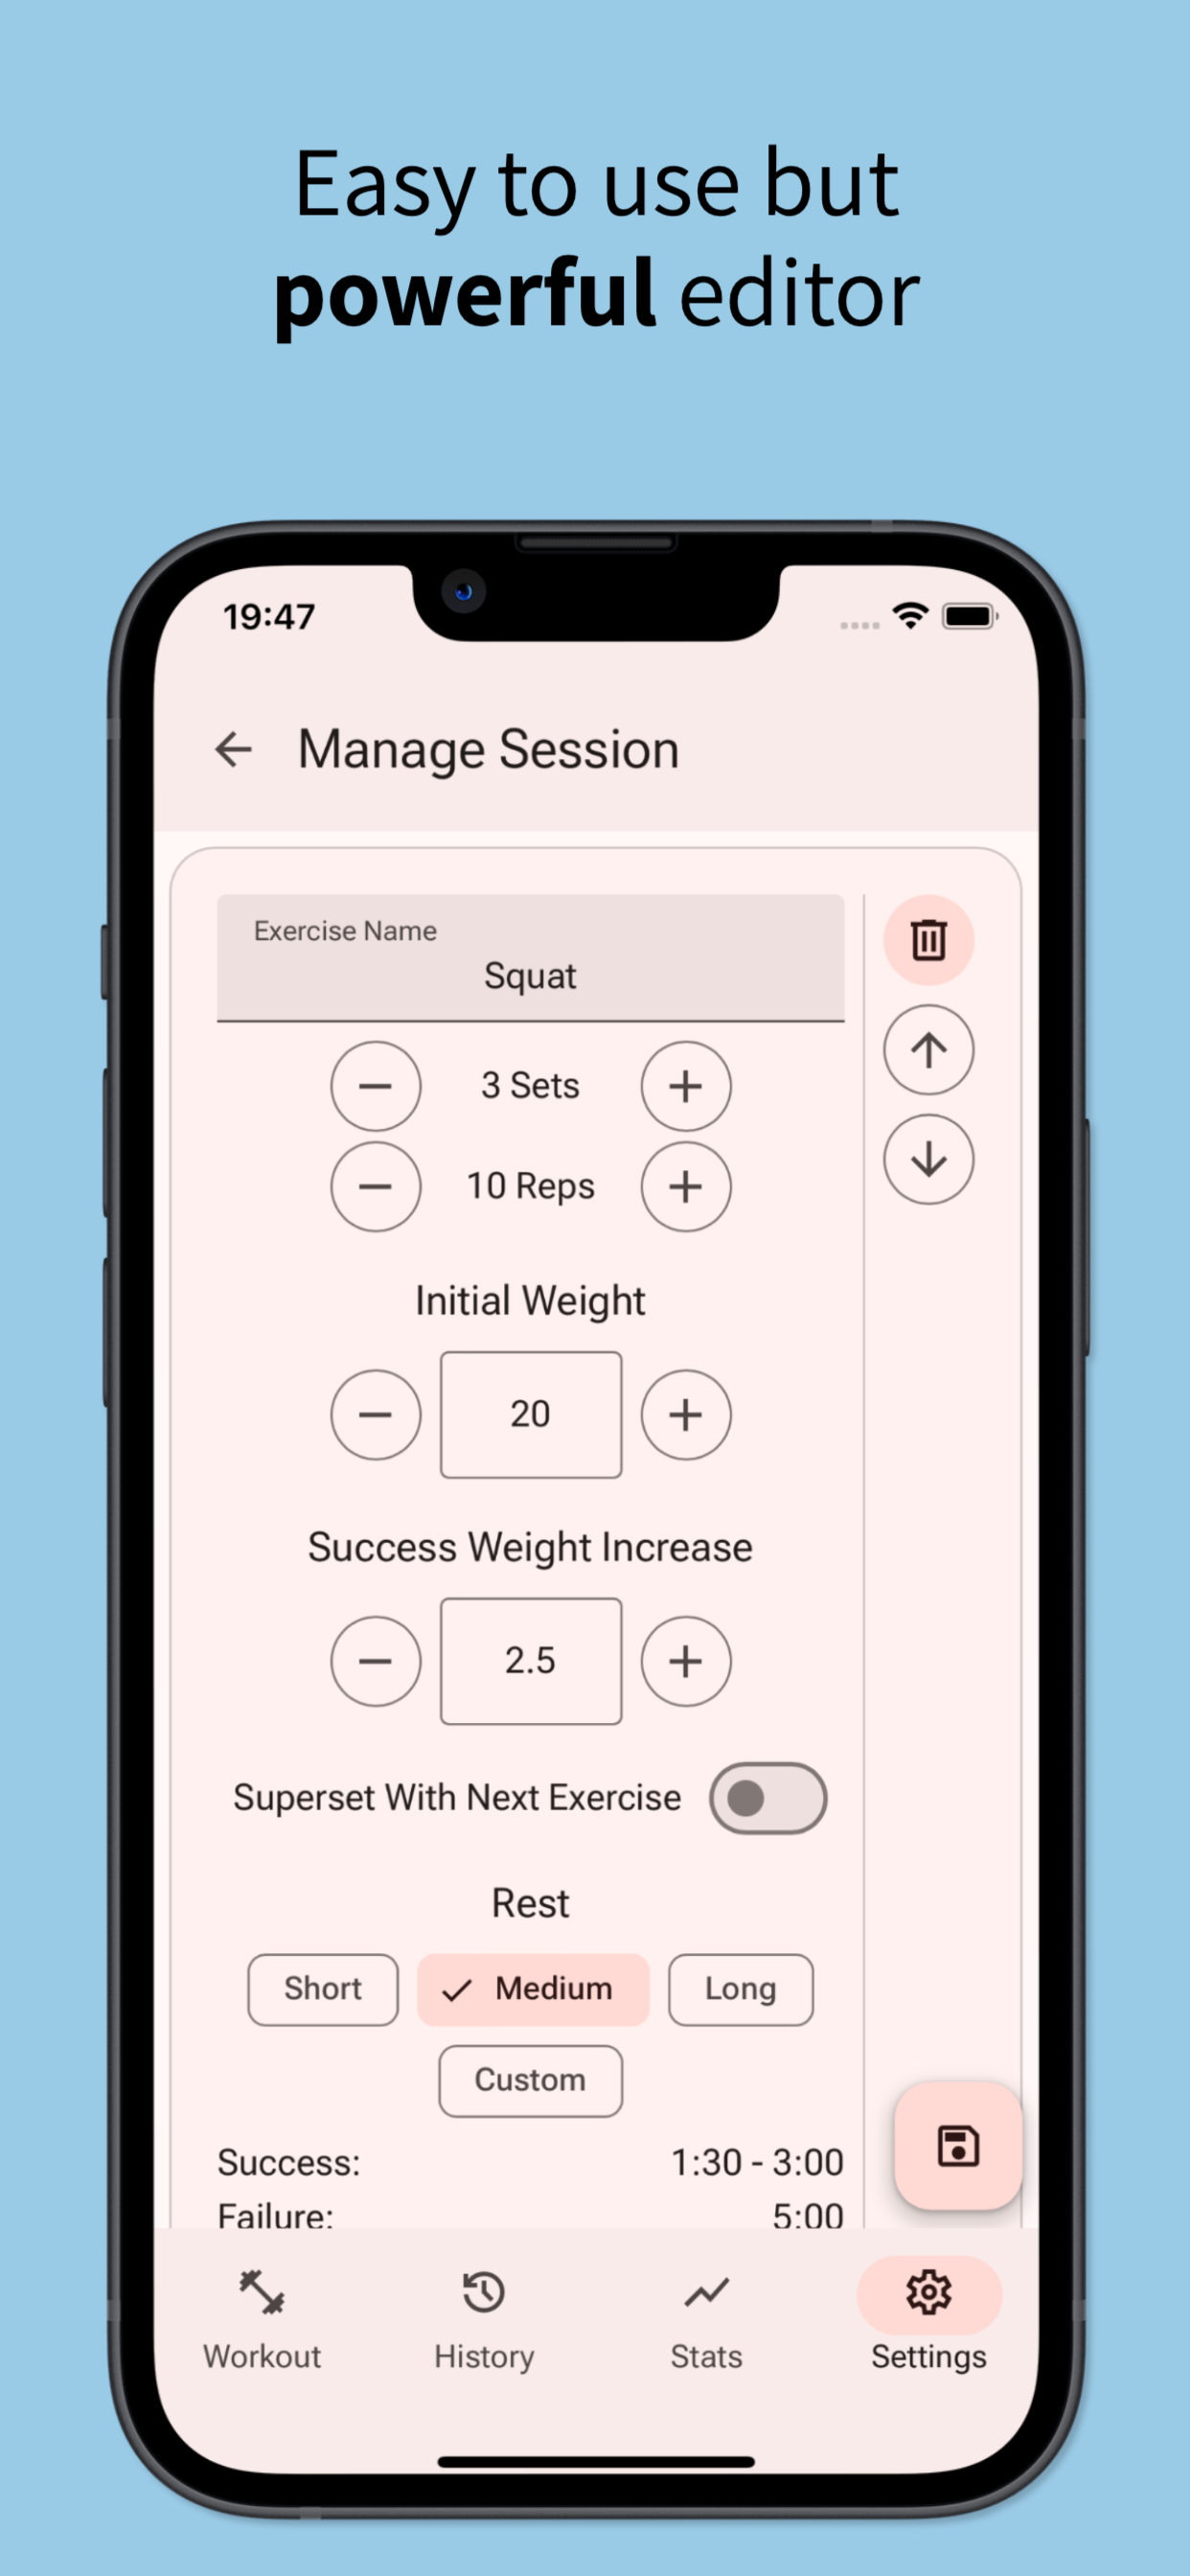 Easy to use but
powerful editor
19:47
Manage Session
Exercise Name
Squat
3 Sets
10 Reps
Initial Weight
20
Success Weight Increase
2.5
Superset With Next Exercise
Rest
Short
Medium
Long
Custom
Success: 1:30 - 3:00
Failure: 5:00
Workout
History
Stats
Settings